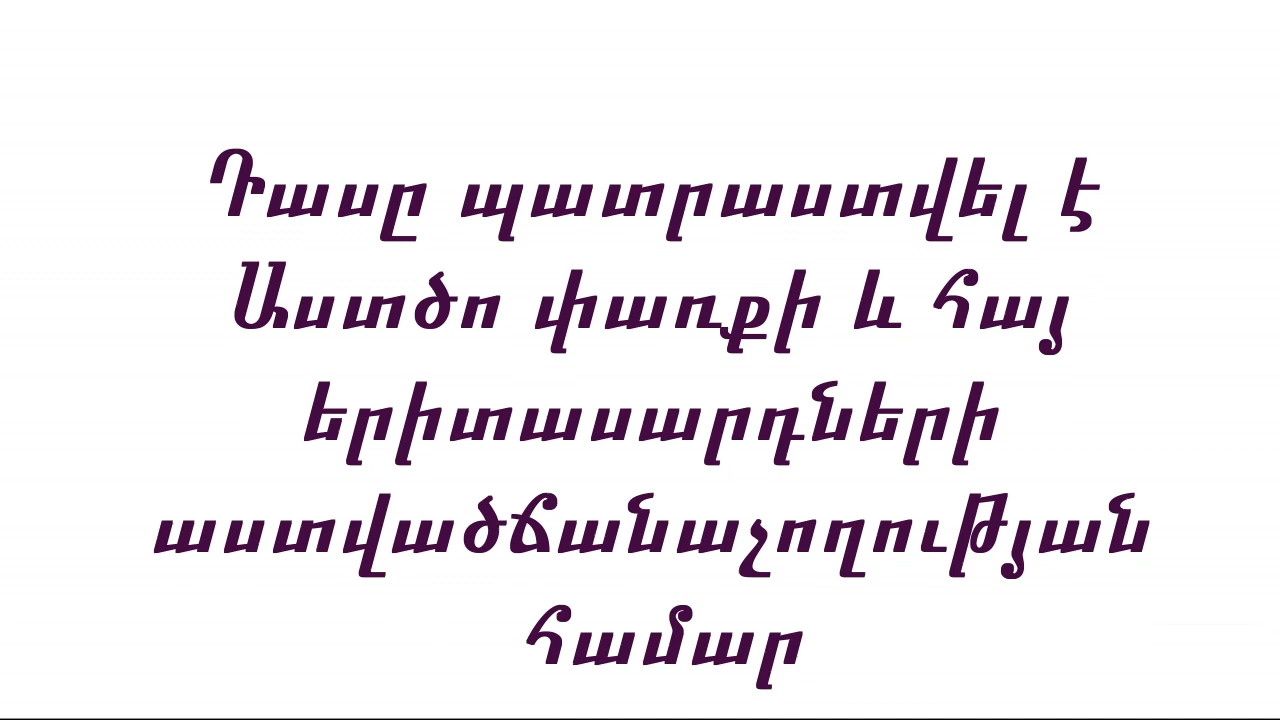 Դասը պատրաստվել է
Աստծո փառքի և հայ
երիտասարդների
աստվածճանաչողության
համար